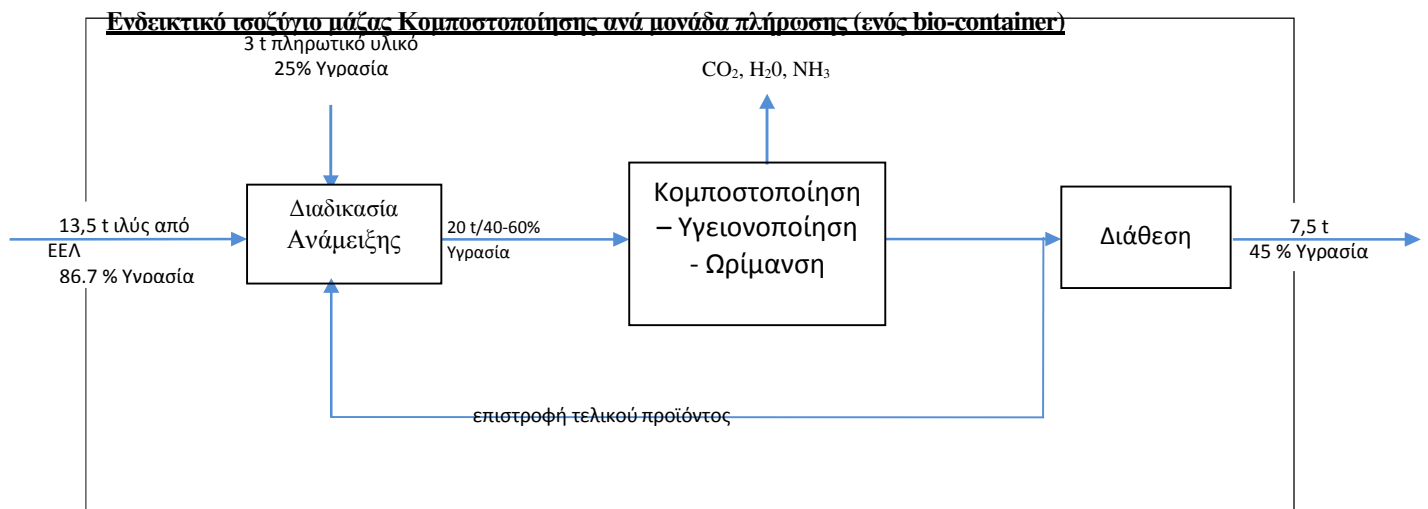 Ενδεικτικό ισοζύγιο μάζας Κομποστοποίησης ανά μονάδα πλήρωσης (ενός bio-container)
3 t πληρωτικό υλικό
25% Υγρασία
CO₂, H₂0, NH₃
13,5 t ιλύς από
ΕΕΛ
86.7 % Υγρασία
Διαδικασία
Ανάμειξης
20 t/40-60%
Υγρασία
Κομποστοποίηση
– Υγειονοποίηση
- Ωρίμανση
Διάθεση
7,5 t
45 % Υγρασία
επιστροφή τελικού προϊόντος